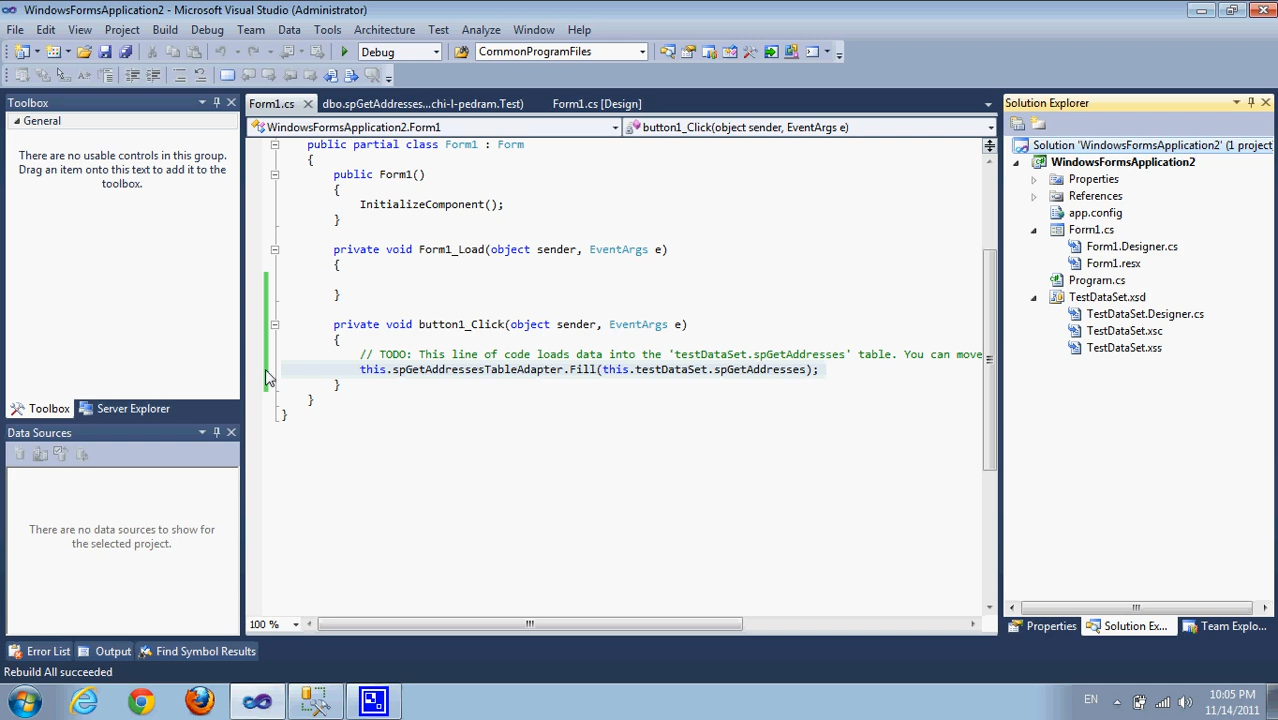 WindowsFormsApplication2 - Microsoft Visual Studio (Administrator)
File Edit View Project Build Debug Team Data Tools Architecture Test Analyze Window Help
Debug CommonProgramFiles
Toolbox
General
There are no usable controls in this group.
Drag an item onto this text to add it to the
toolbox.
Toolbox Server Explorer
Data Sources
There are no data sources to show for
the selected project.
Form1.cs dbo.spGetAddresses...chi-l-pedram.Test) Form1.cs [Design]
WindowsFormsApplication2.Form1 button1_Click(object sender, EventArgs e)
public partial class Form1 : Form
{
public Form1()
{
InitializeComponent();
}
private void Form1_Load(object sender, EventArgs e)
{
}
private void button1_Click(object sender, EventArgs e)
{
// TODO: This line of code loads data into the 'testDataSet.spGetAddresses' table. You can move
this.spGetAddressesTableAdapter.Fill(this.testDataSet.spGetAddresses);
}
}
}
100 %
Solution Explorer
Solution 'WindowsFormsApplication2' (1 project
WindowsFormsApplication2
Properties
References
app.config
Form1.cs
Form1.Designer.cs
Form1.resx
Program.cs
TestDataSet.xsd
TestDataSet.Designer.cs
TestDataSet.xsc
TestDataSet.xss
Properties Solution Ex... Team Explo...
Error List Output Find Symbol Results
Rebuild All succeeded
EN
10:05 PM
11/14/2011